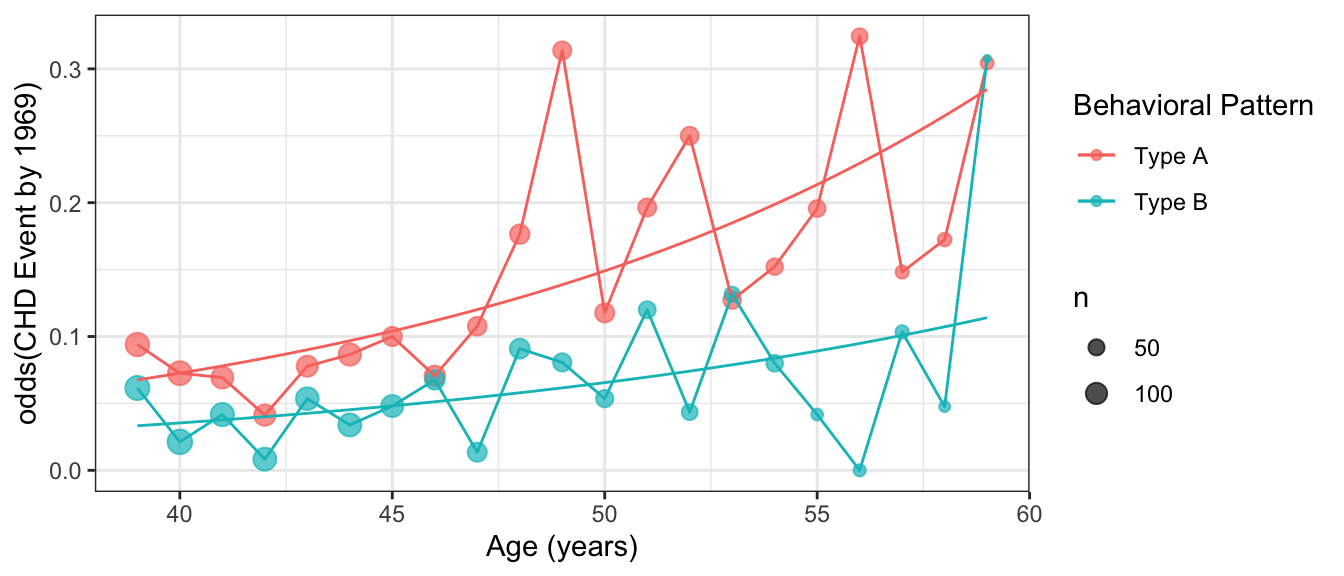 odds(CHD Event by 1969)
0.3
0.2
0.1
0.0
40
45
50
55
60
Age (years)
Behavioral Pattern
Type A
Type B
n
50
100